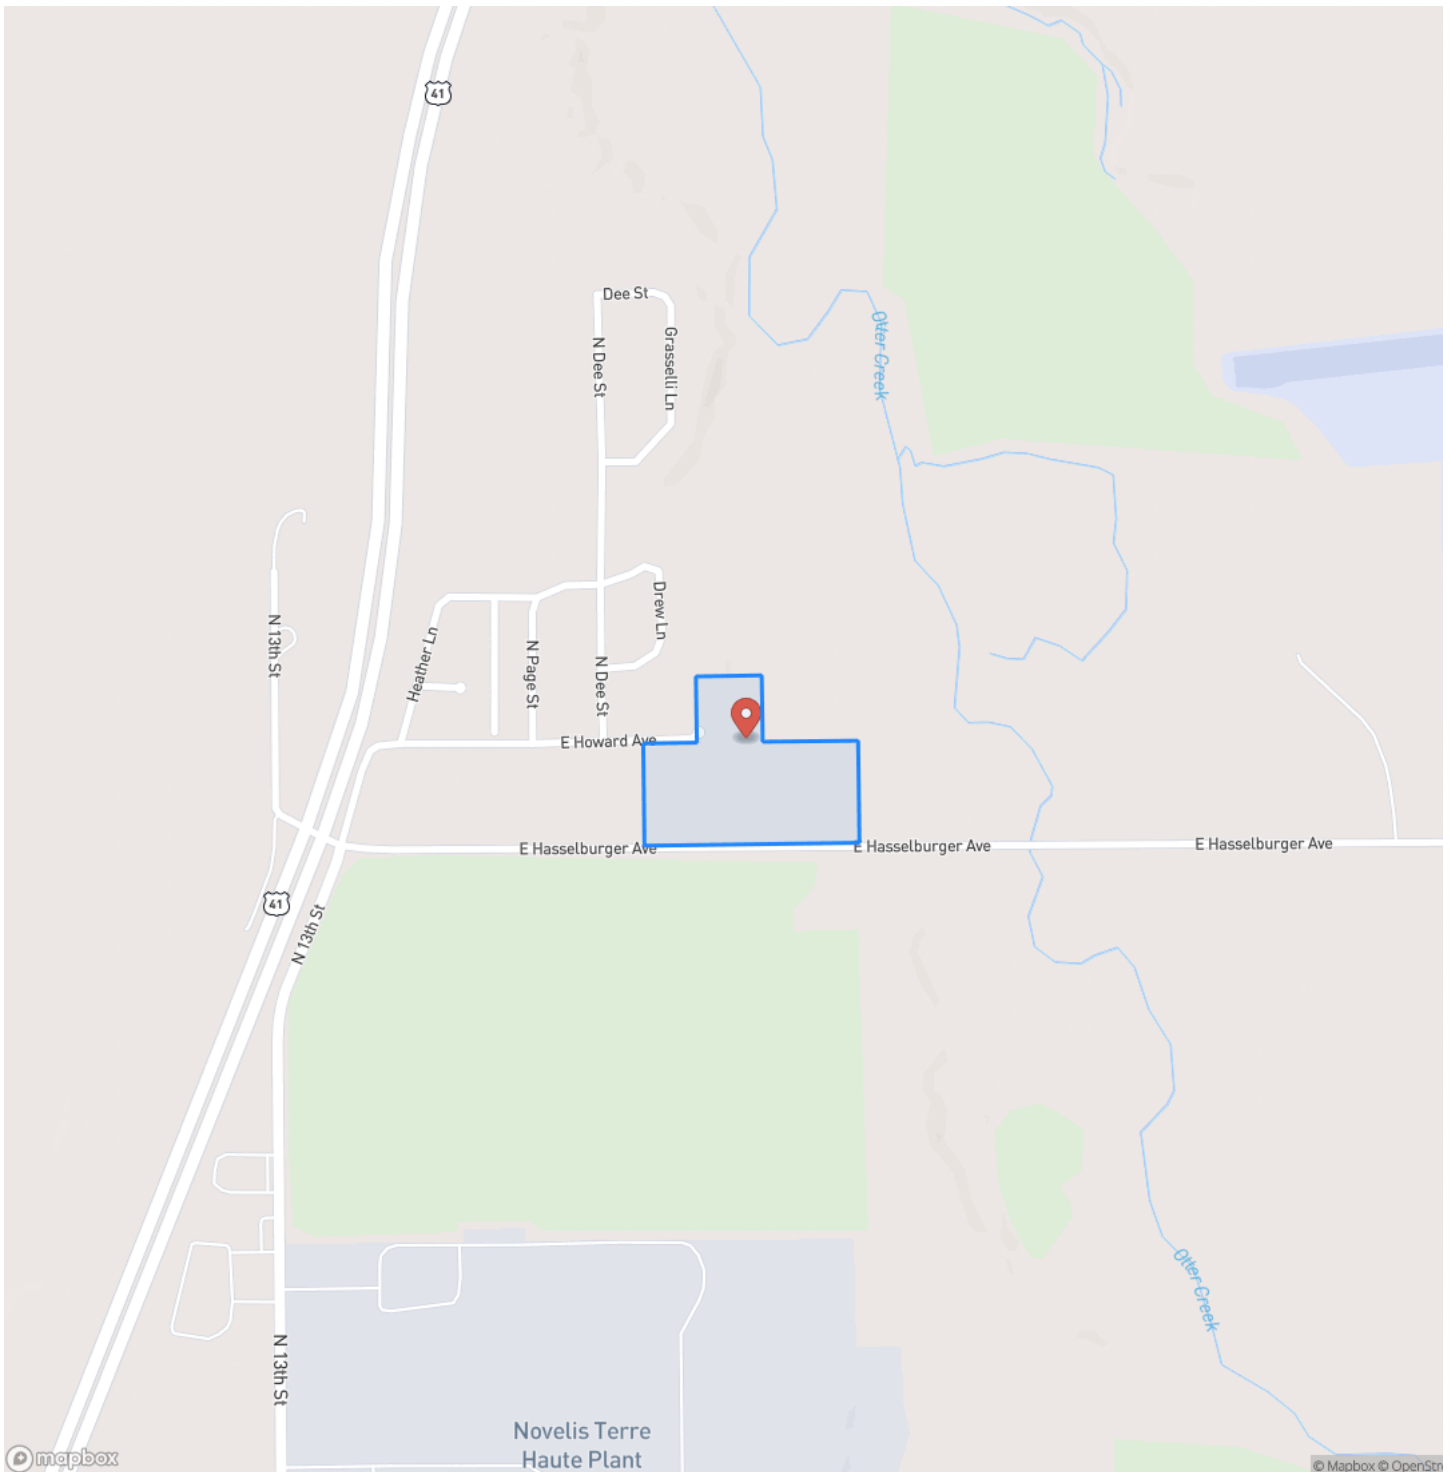 41
Dee St
N Dee St
Grasselli Ln
Otter Creek
N 13th St
Heather Ln
N Page St
N Dee St
Drew Ln
E Howard Ave
E Hasselburger Ave
E Hasselburger Ave
E Hasselburger Ave
41
N 13th St
Otter Creek
N 13th St
Novelis Terre
Haute Plant
mapbox
© Mapbox © OpenStre